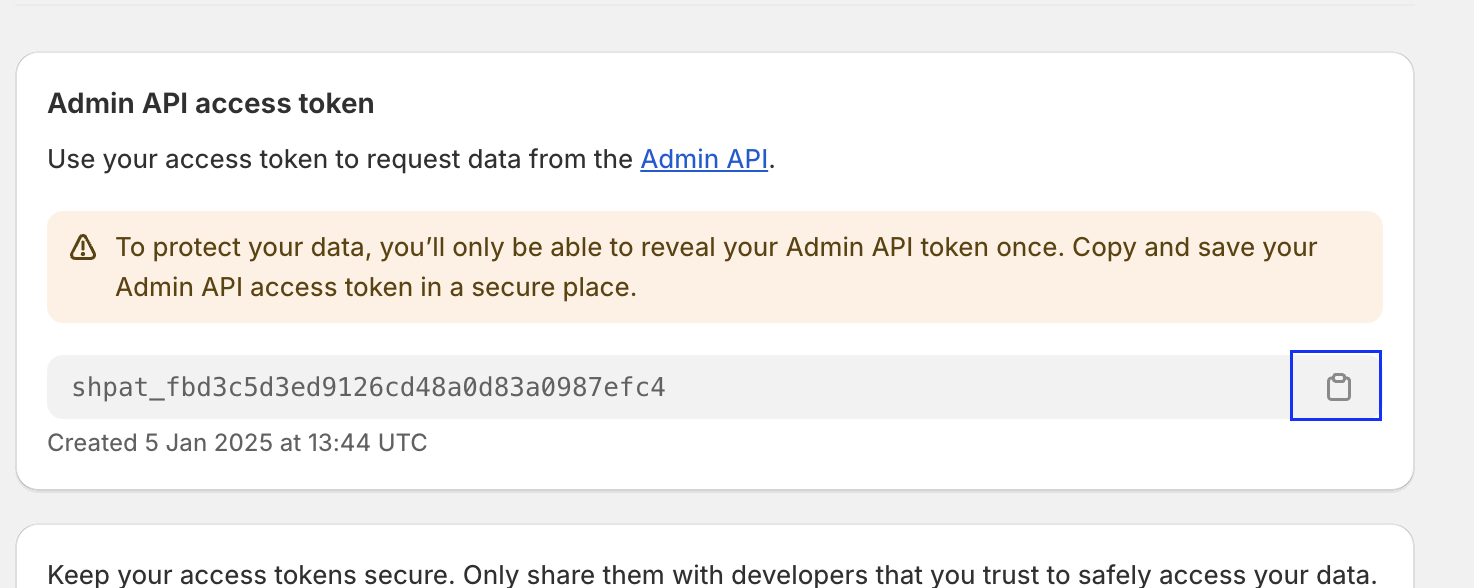 Admin API access token
Use your access token to request data from the Admin API.
To protect your data, you’ll only be able to reveal your Admin API token once. Copy and save your
Admin API access token in a secure place.
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
Created 5 Jan 2025 at 13:44 UTC
Keep your access tokens secure. Only share them with developers that you trust to safely access your data.